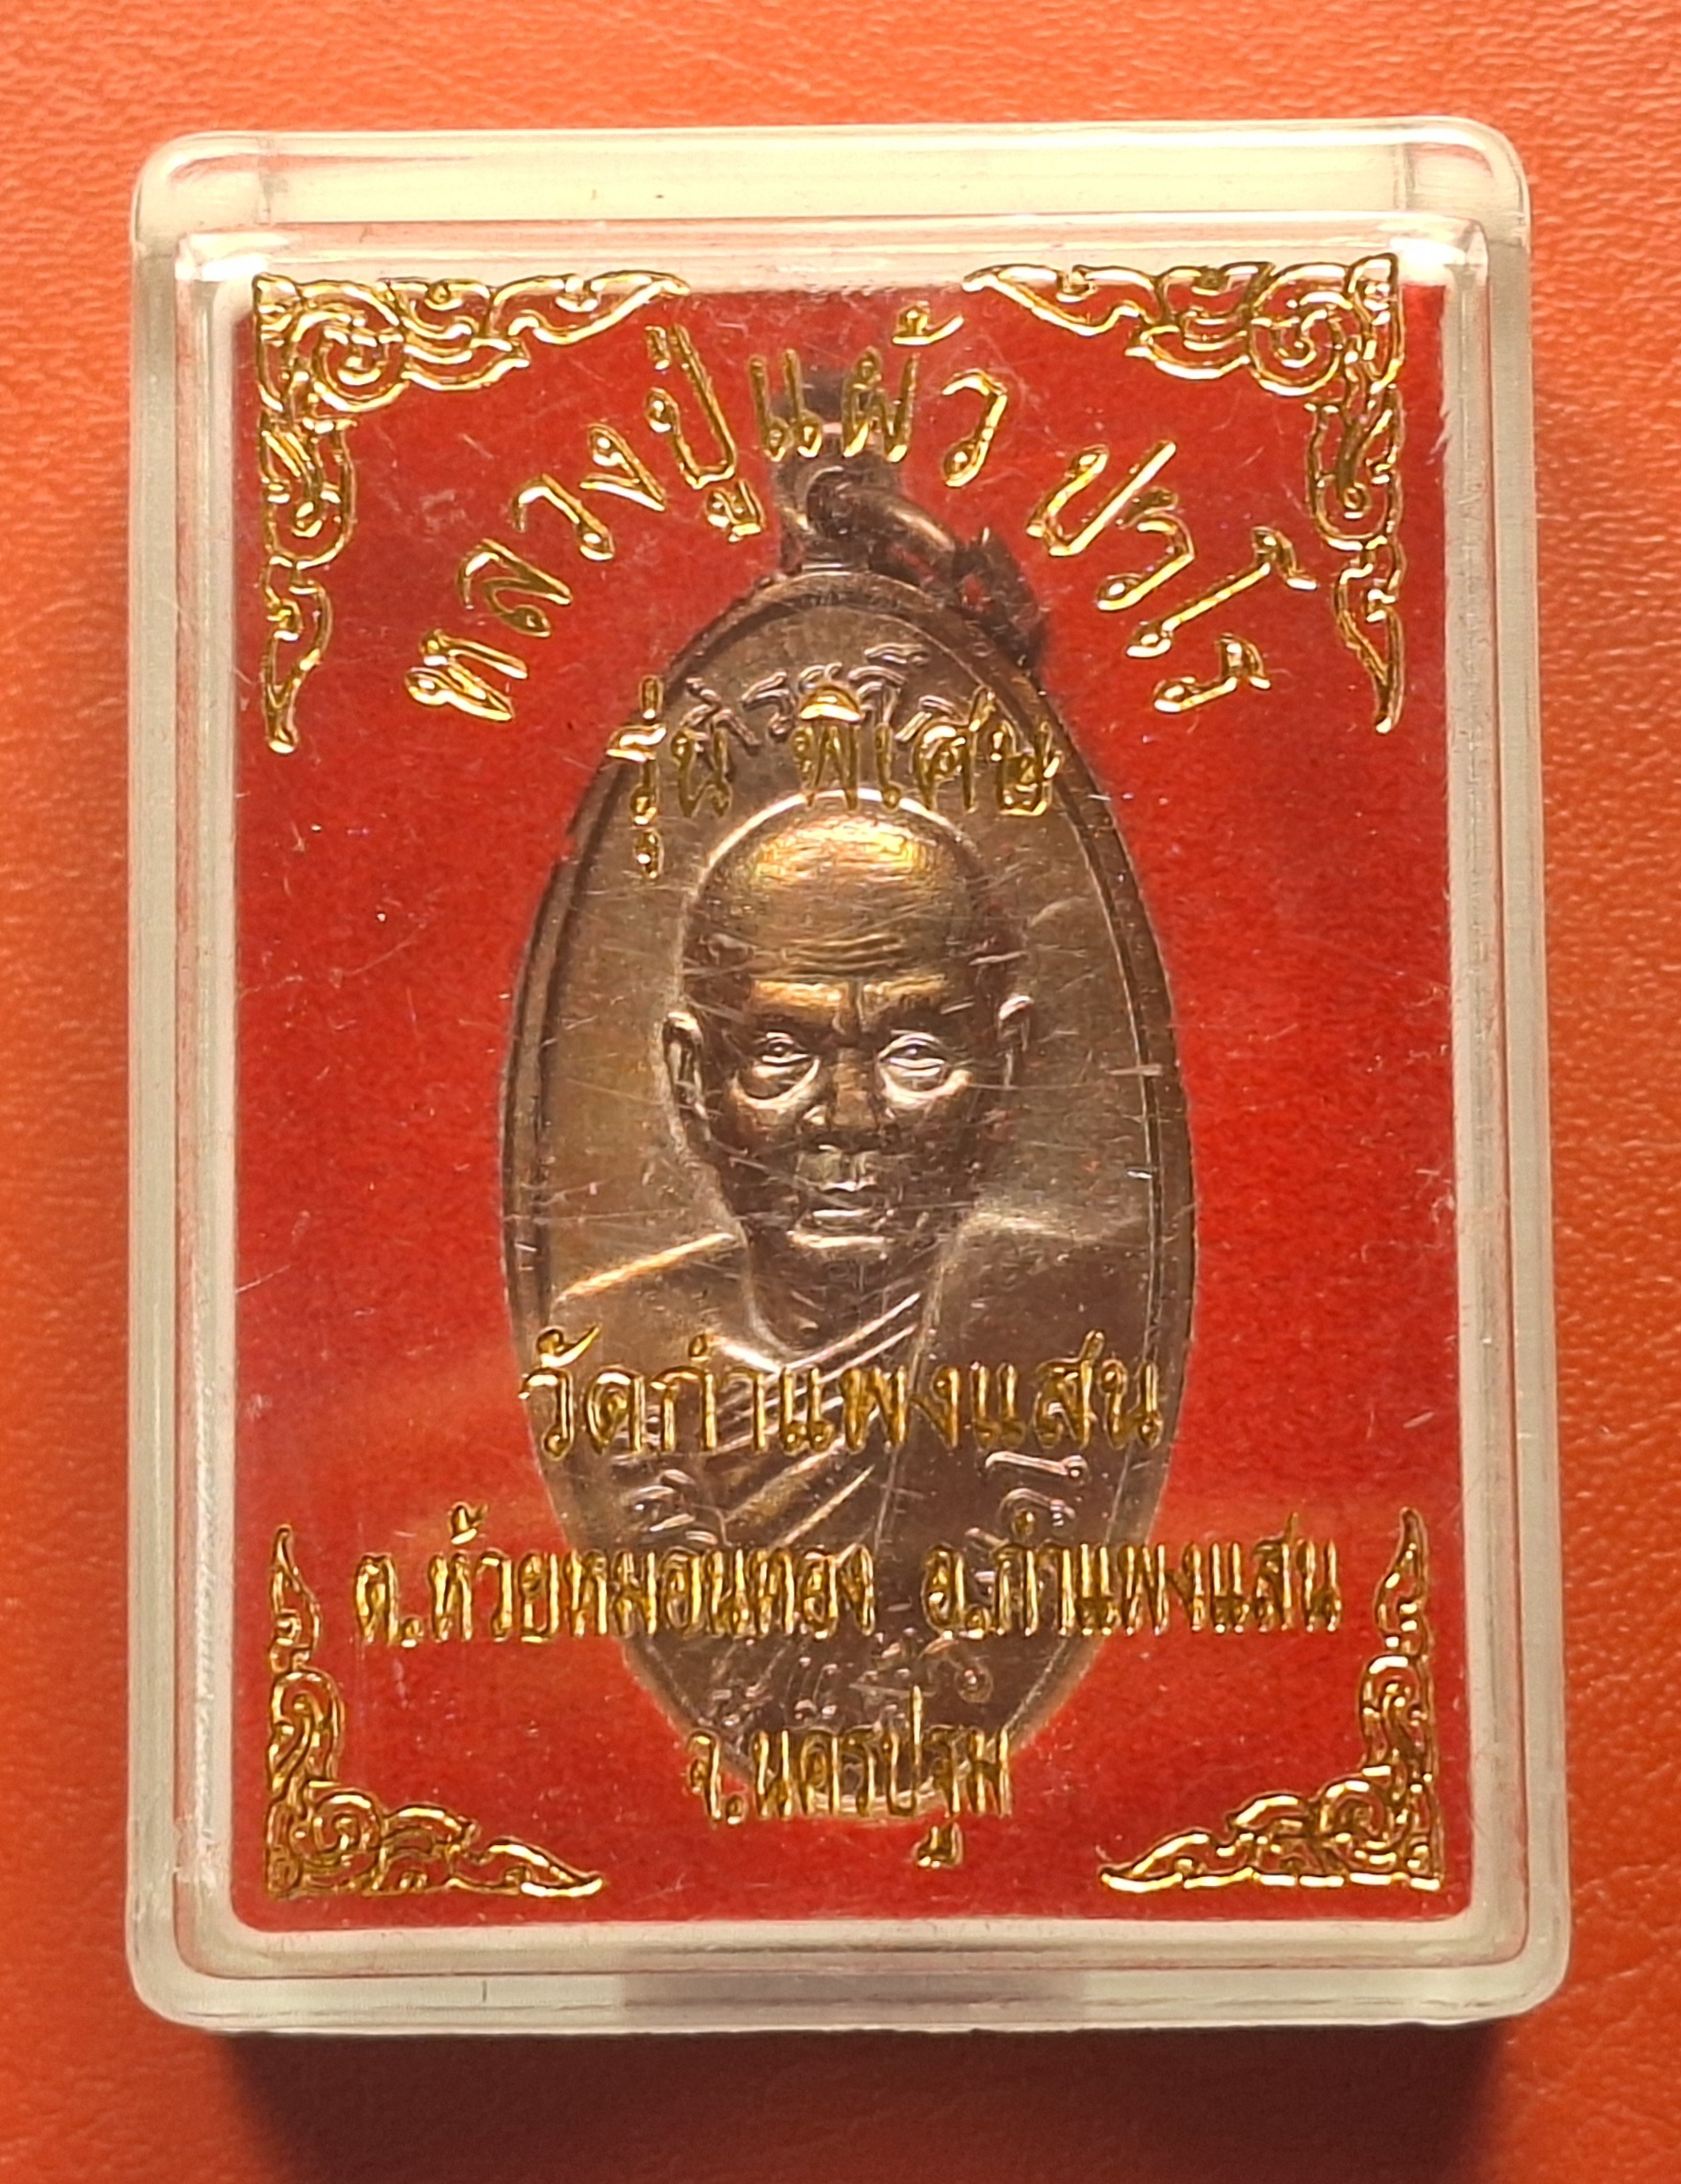 หลวงปู่แผ้ว ปวโร
รุ่น พิเศษ
วัดกำแพงแสน
ต.ห้วยหมอนทอง อ.กำแพงแสน
จ.นครปฐม